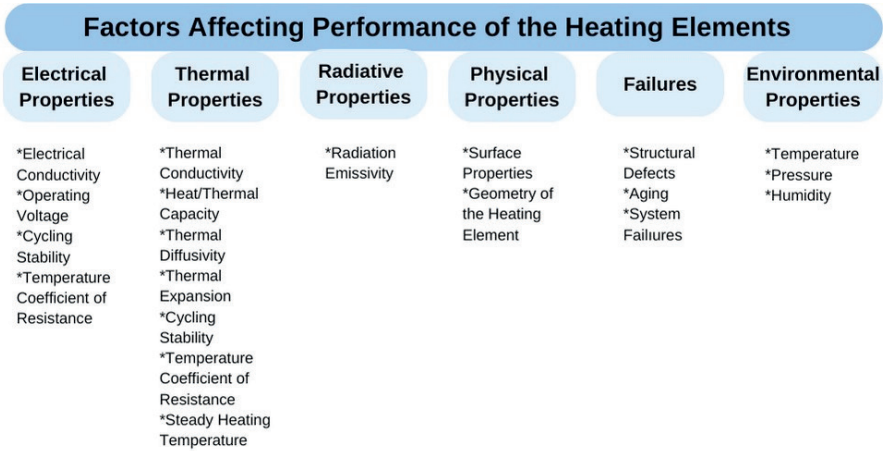 Factors Affecting Performance of the Heating Elements
Electrical
Properties
*Electrical
Conductivity
*Operating
Voltage
*Cycling
Stability
*Temperature
Coefficient of
Resistance
Thermal
Properties
*Thermal
Conductivity
*Heat/Thermal
Capacity
*Thermal
Diffusivity
*Thermal
Expansion
*Cycling
Stability
*Temperature
Coefficient of
Resistance
*Steady Heating
Temperature
Radiative
Properties
*Radiation
Emissivity
Physical
Properties
*Surface
Properties
*Geometry of
the Heating
Element
Failures
*Structural
Defects
*Aging
*System
Failures
Environmental
Properties
*Temperature
*Pressure
*Humidity